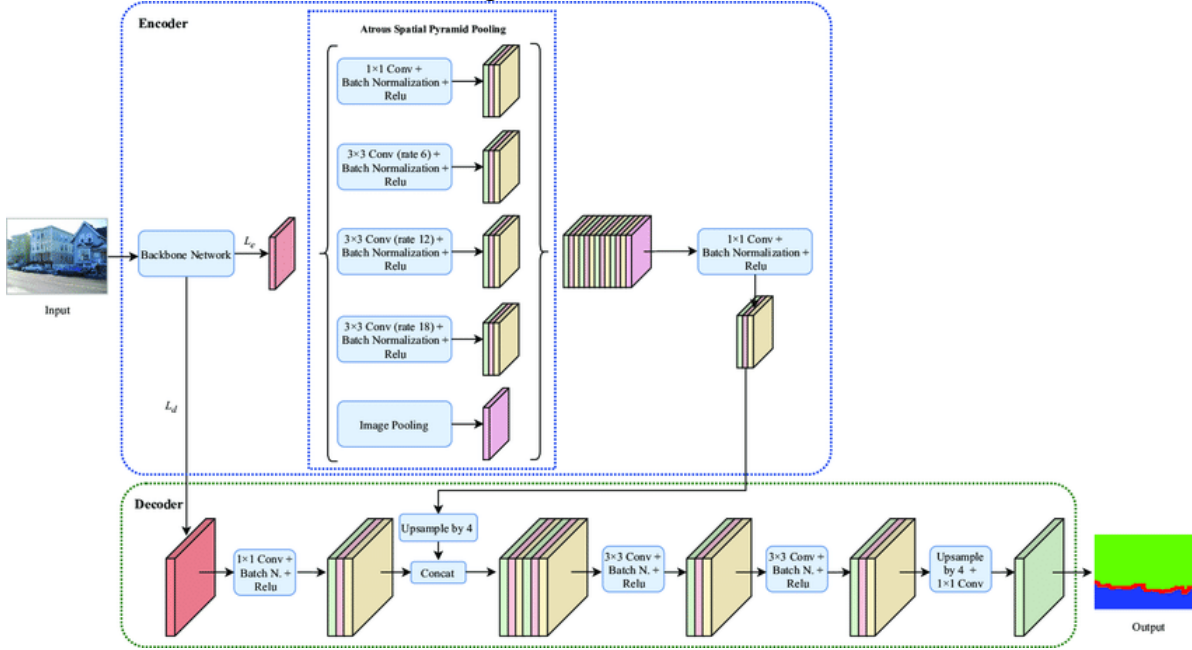 Encoder
Atrous Spatial Pyramid Pooling
1×1 Conv +
Batch Normalization +
Relu
3×3 Conv (rate 6) +
Batch Normalization +
Relu
3×3 Conv (rate 12) +
Batch Normalization +
Relu
3×3 Conv (rate 18) +
Batch Normalization +
Relu
Image Pooling
Input
Backbone Network
Le
Ld
1×1 Conv +
Batch Normalization +
Relu
Decoder
1×1 Conv +
Batch N. +
Relu
Upsample by 4
Concat
3×3 Conv +
Batch N. +
Relu
3×3 Conv +
Batch N. +
Relu
Upsample
by 4 +
1×1 Conv
Output